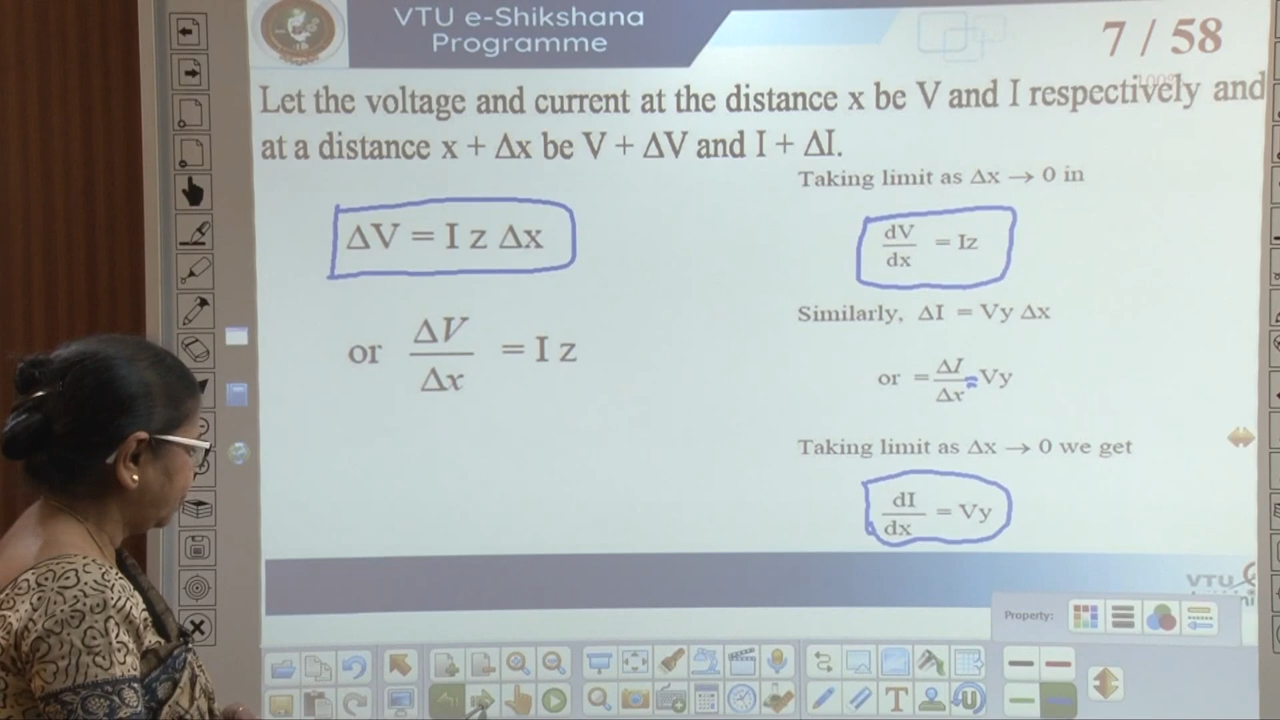 VTU e-Shikshana
Programme
7 / 58
Let the voltage and current at the distance x be V and I respectively and
at a distance x + Δx be V + ΔV and I + ΔI.
ΔV = I z Δx
or ΔV/Δx = I z
Taking limit as Δx → 0 in
dV/dx = Iz
Similarly, ΔI = Vy Δx
or = ΔI/Δx = Vy
Taking limit as Δx → 0 we get
dI/dx = Vy
VTU
Property: